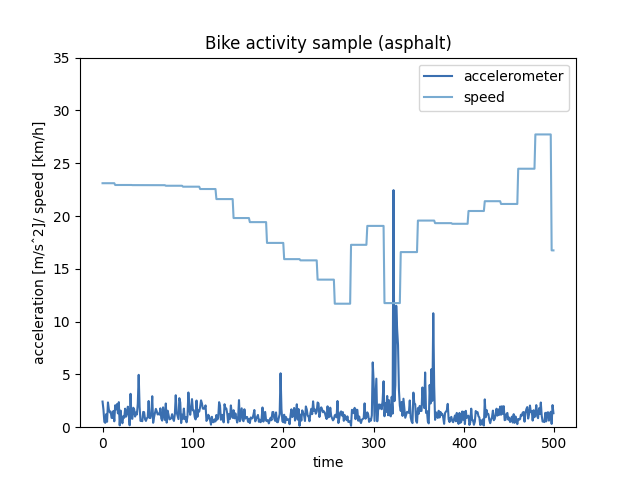 Bike activity sample (asphalt)
accelerometer
speed
acceleration [m/s^2]/ speed [km/h]
35
30
25
20
15
10
5
0
0 100 200 300 400 500
time